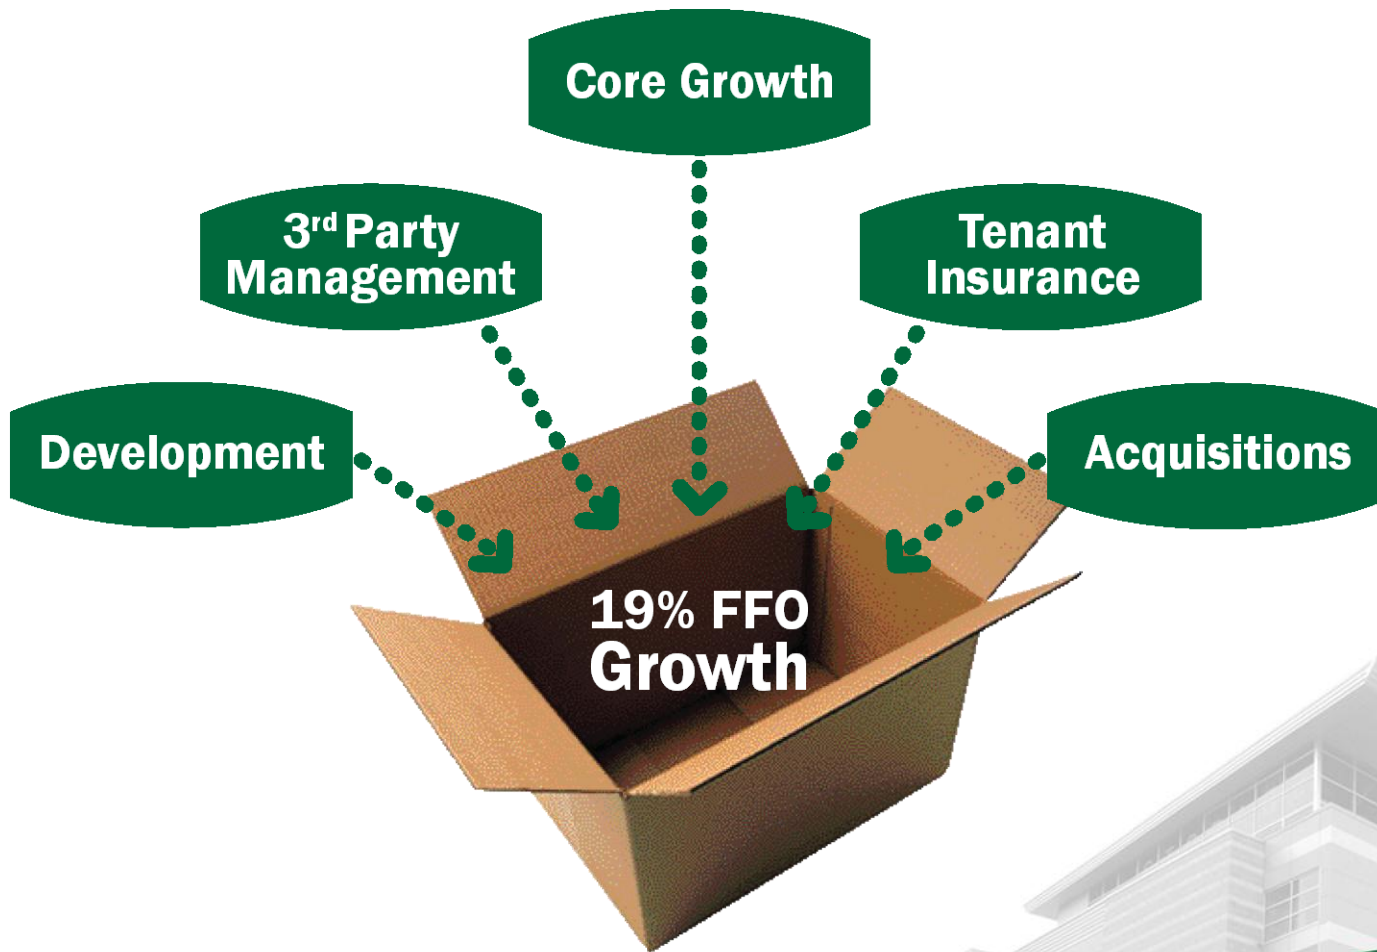 Core Growth
3rd Party
Management
Tenant
Insurance
Development
Acquisitions
19% FFO
Growth